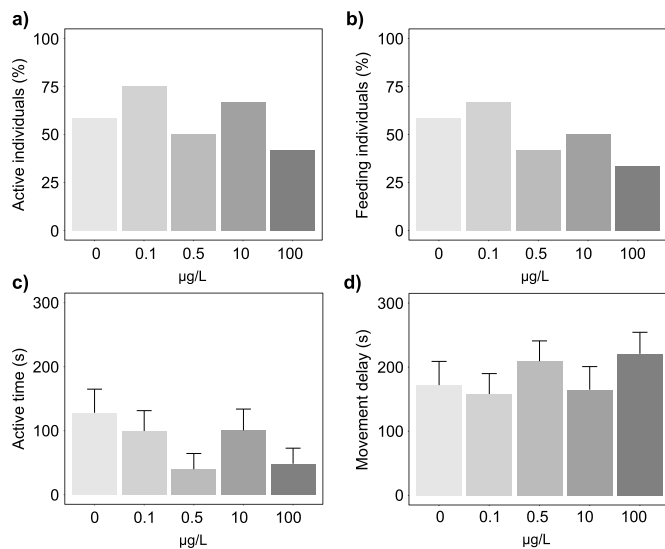 a)
Active individuals (%)
100
75
50
25
0
0 0.1 0.5 10 100
µg/L
b)
Feeding individuals (%)
100
75
50
25
0
0 0.1 0.5 10 100
µg/L
c)
Active time (s)
300
200
100
0
0 0.1 0.5 10 100
µg/L
d)
Movement delay (s)
300
200
100
0
0 0.1 0.5 10 100
µg/L